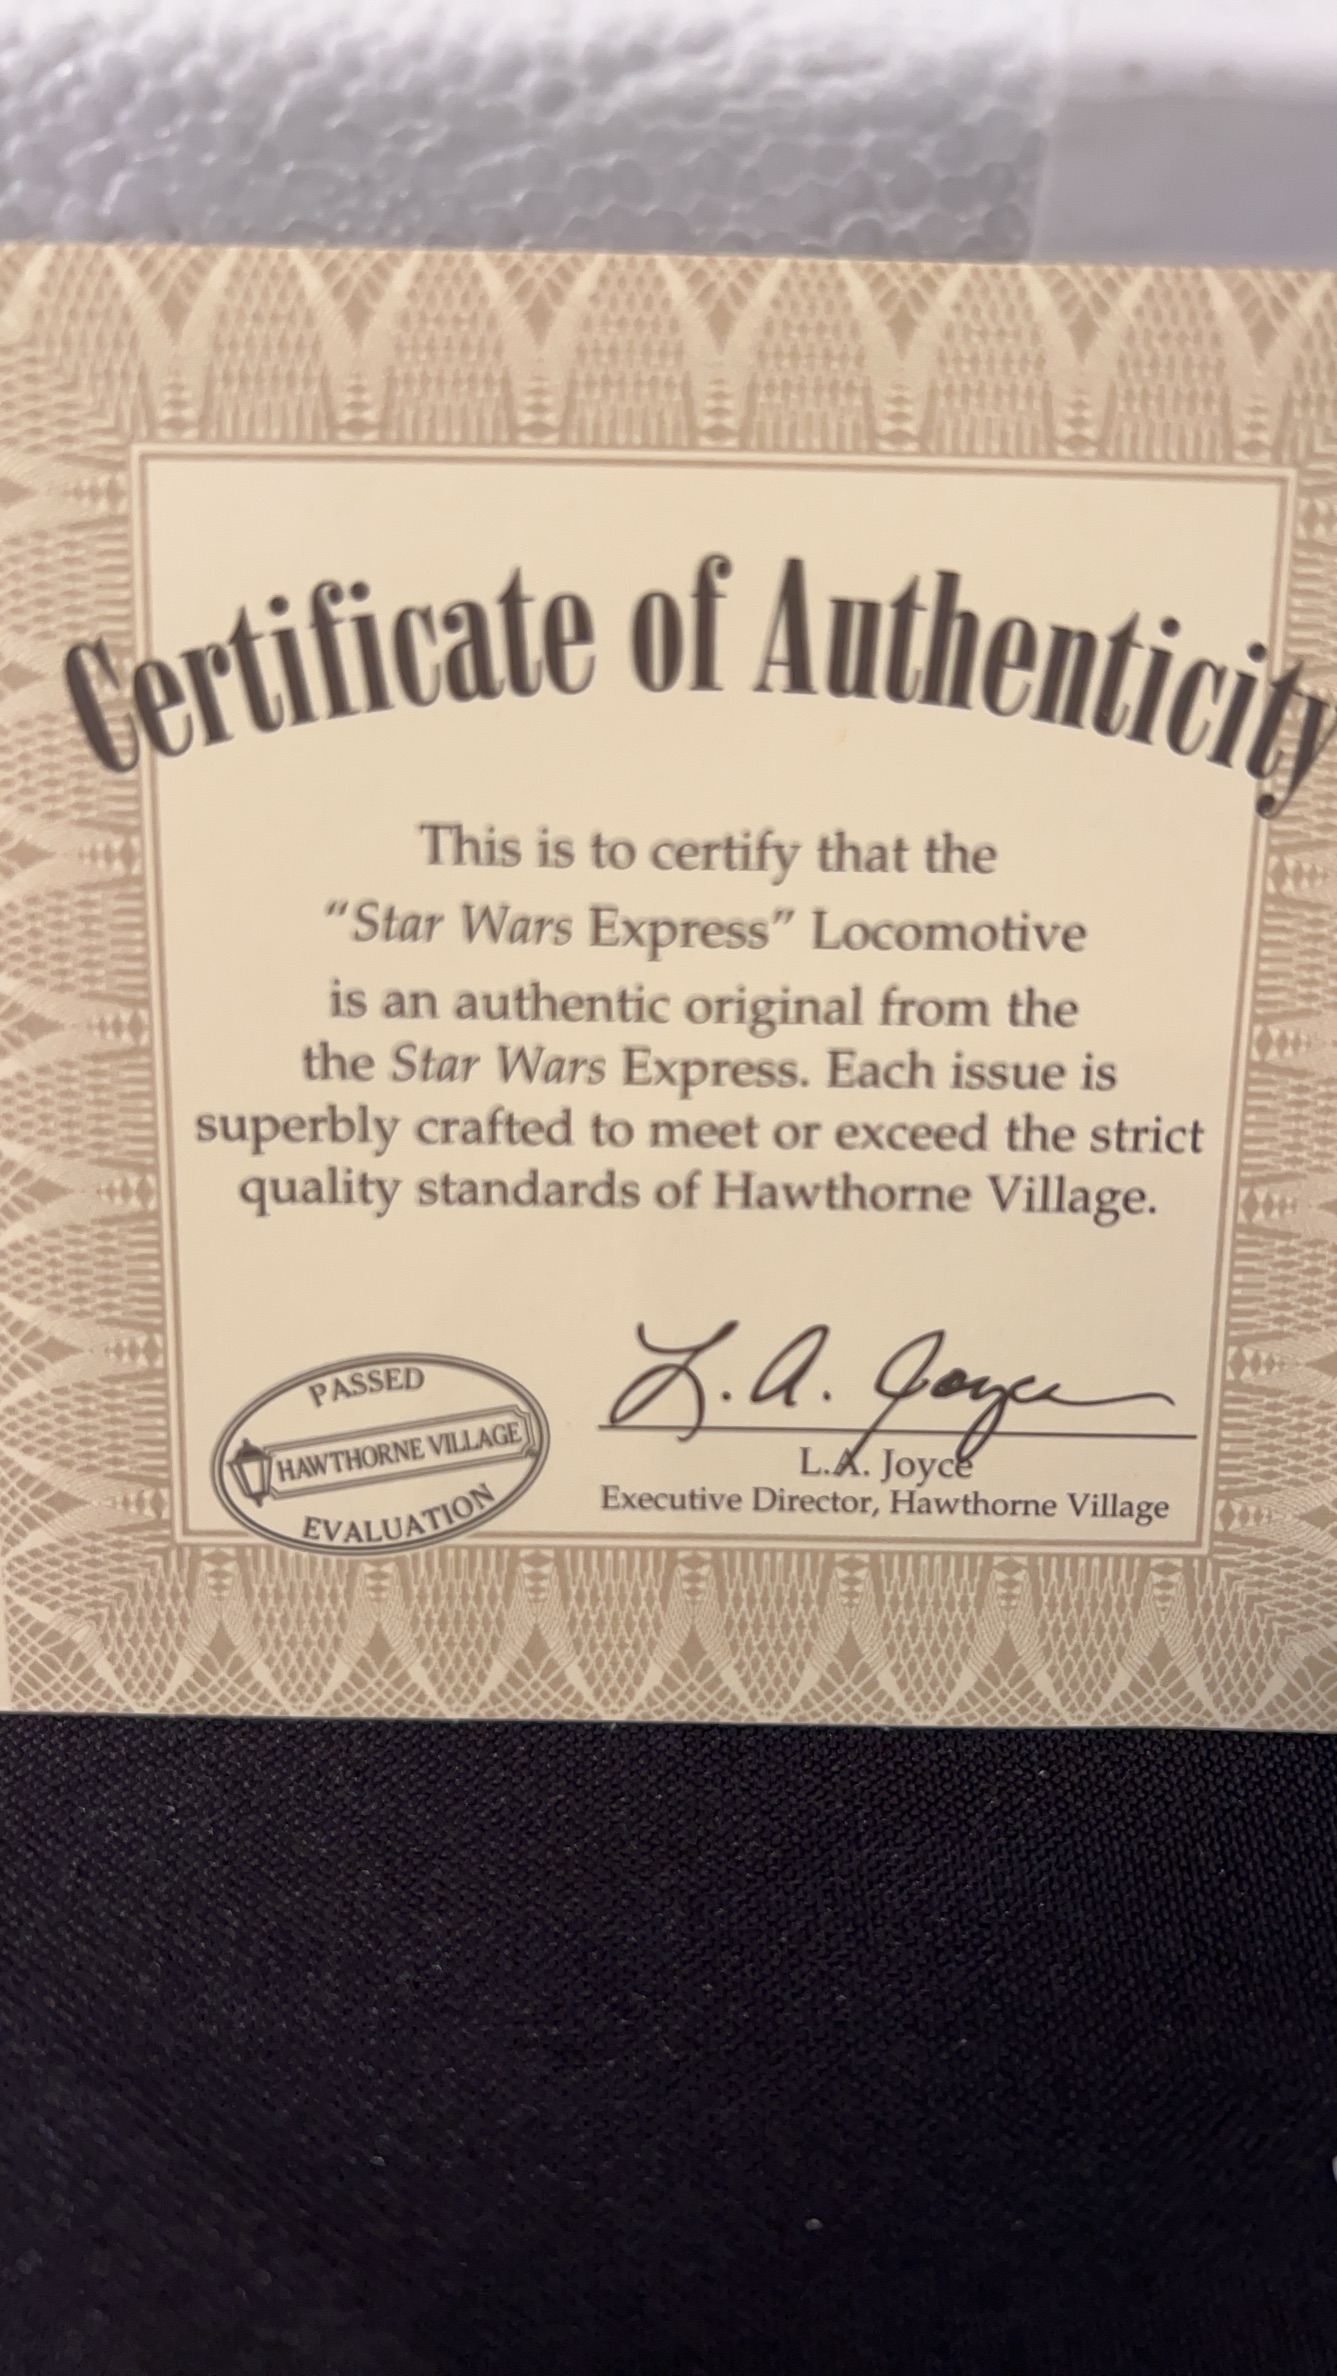 Certificate of Authenticity
This is to certify that the
“Star Wars Express” Locomotive
is an authentic original from the
the Star Wars Express. Each issue is
superbly crafted to meet or exceed the strict
quality standards of Hawthorne Village.
PASSED
HAWTHORNE VILLAGE
EVALUATION
L. A. Joyce
L.A. Joyce
Executive Director, Hawthorne Village